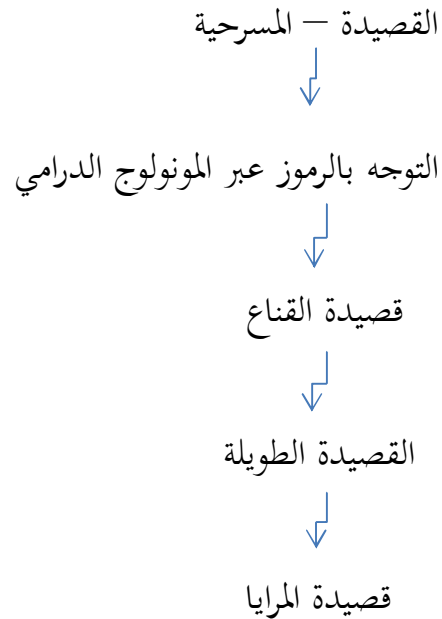 القصيدة – المسرحية
التوجه بالرموز عبر المونولوج الدرامي
قصيدة القناع
القصيدة الطويلة
قصيدة المرايا